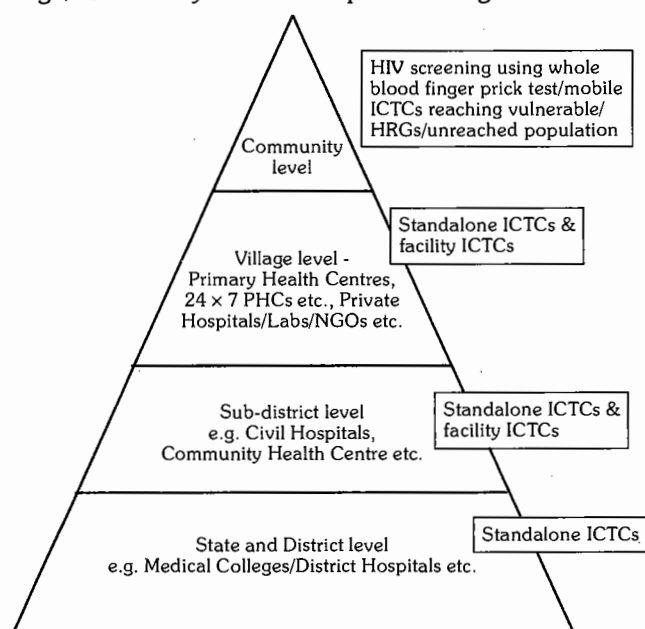 HIV screening using whole
blood finger prick test/mobile
ICTCs reaching vulnerable/
HRGs/unreached population
Community
level
Standalone ICTCs &
facility ICTCs
Village level -
Primary Health Centres,
24 × 7 PHCs etc., Private
Hospitals/Labs/NGOs etc.
Sub-district level
e.g. Civil Hospitals,
Community Health Centre etc.
Standalone ICTCs &
facility ICTCs
Standalone ICTCs
State and District level
e.g. Medical Colleges/District Hospitals etc.